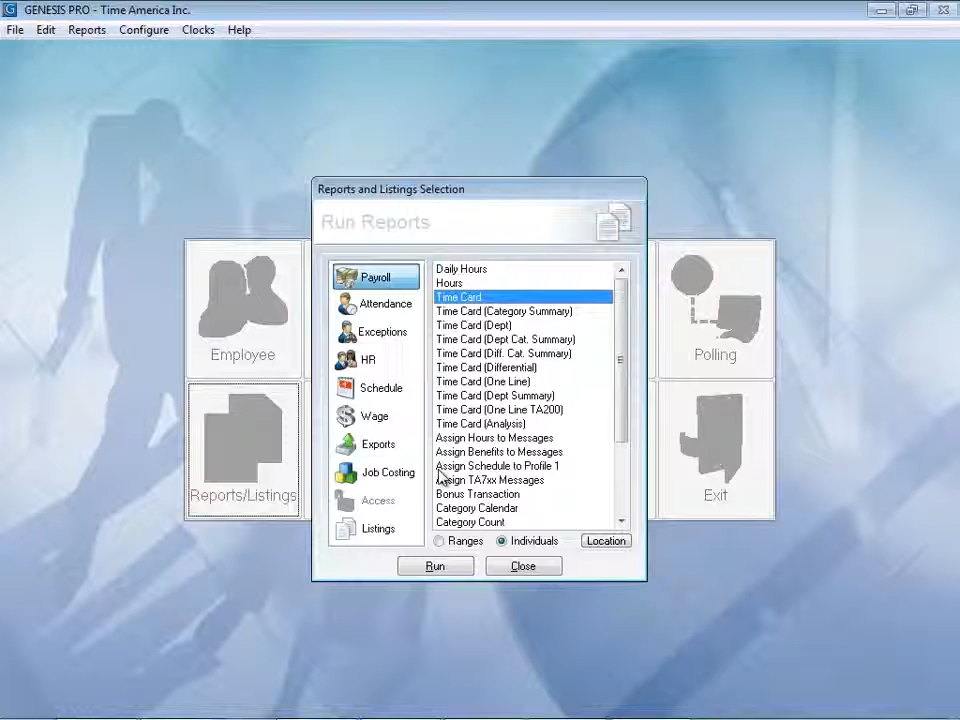 GENESIS PRO - Time America Inc.
File Edit Reports Configure Clocks Help
Reports and Listings Selection
Run Reports
Payroll
Attendance
Exceptions
HR
Schedule
Wage
Exports
Job Costing
Access
Listings
Daily Hours
Hours
Time Card
Time Card (Category Summary)
Time Card (Dept)
Time Card (Dept Cat. Summary)
Time Card (Diff. Cat. Summary)
Time Card (Differential)
Time Card (One Line)
Time Card (Dept Summary)
Time Card (One Line TA200)
Time Card (Analysis)
Assign Hours to Messages
Assign Benefits to Messages
Assign Schedule to Profile 1
Assign TA7xx Messages
Bonus Transaction
Category Calendar
Category Count
Ranges Individuals Location
Run Close
Employee
Reports/Listings
Polling
Exit